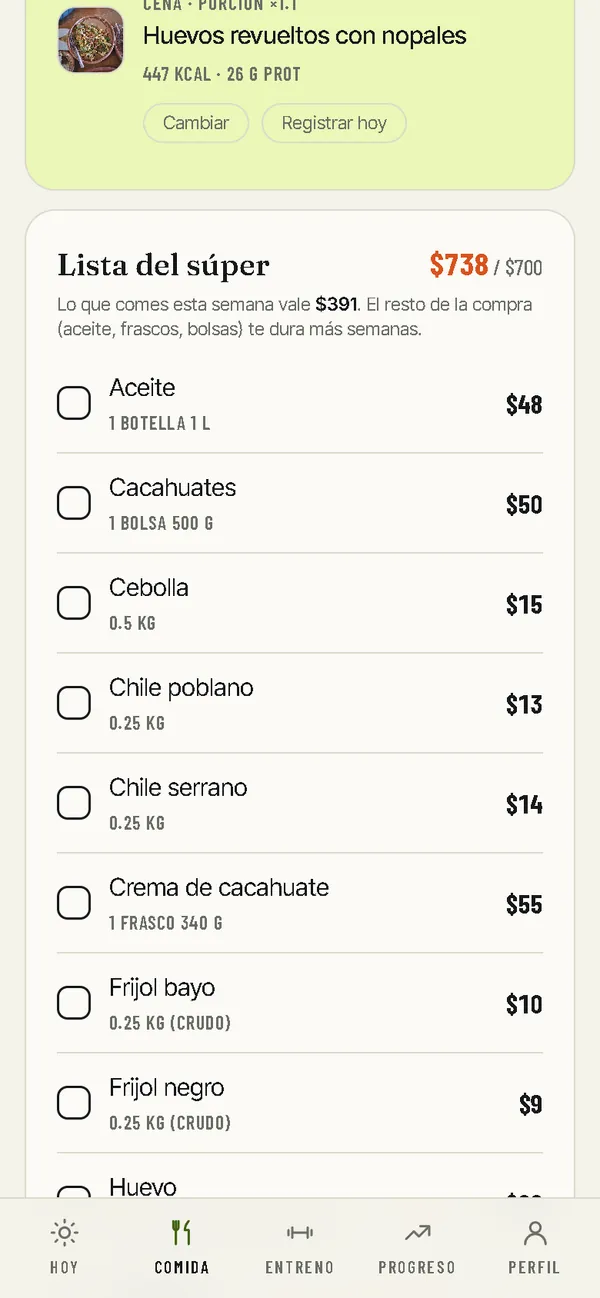 CENA · PORCIÓN ×1.1
Huevos revueltos con nopales
447 KCAL · 26 G PROT
Cambiar
Registrar hoy
Lista del súper
$738 / $700
Lo que comes esta semana vale $391. El resto de la compra
(aceite, frascos, bolsas) te dura más semanas.
Aceite
1 BOTELLA 1 L
$48
Cacahuates
1 BOLSA 500 G
$50
Cebolla
0.5 KG
$15
Chile poblano
0.25 KG
$13
Chile serrano
0.25 KG
$14
Crema de cacahuate
1 FRASCO 340 G
$55
Frijol bayo
0.25 KG (CRUDO)
$10
Frijol negro
0.25 KG (CRUDO)
$9
Huevo
HOY
COMIDA
ENTRENO
PROGRESO
PERFIL